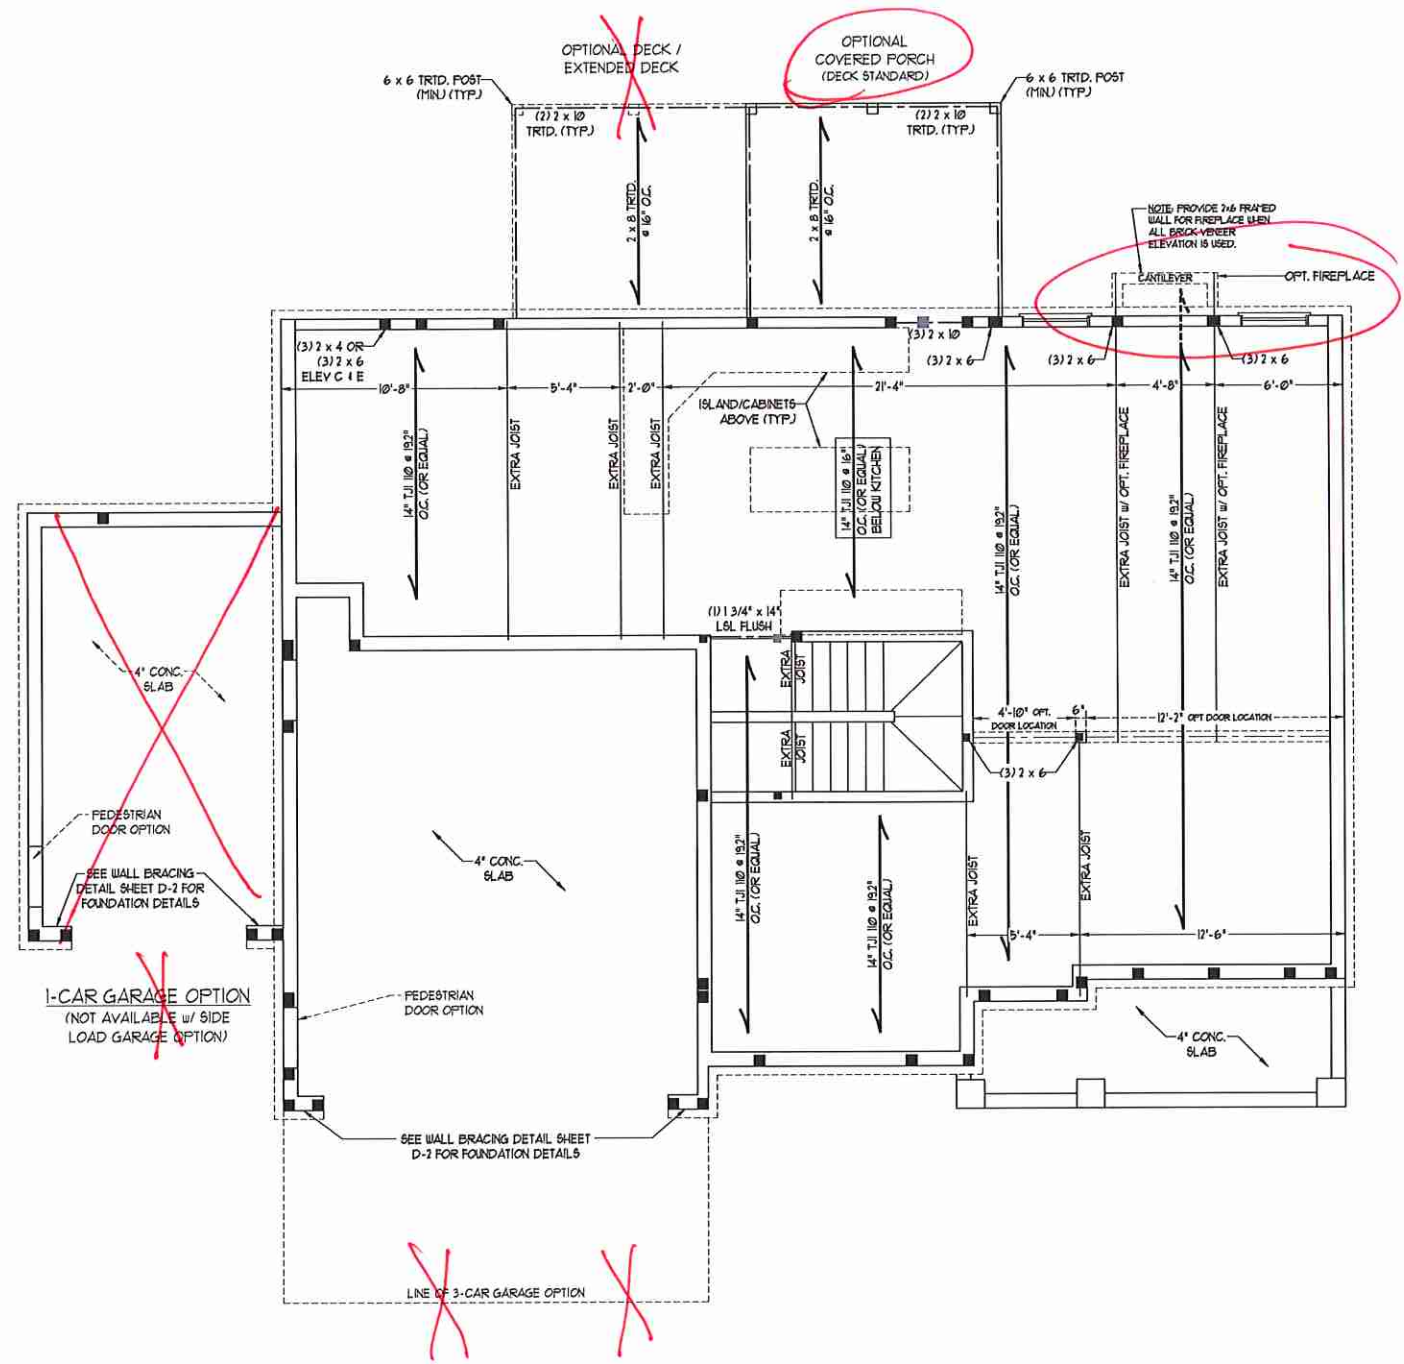 OPTIONAL DECK /
EXTENDED DECK
OPTIONAL
COVERED PORCH
(DECK STANDARD)
6 x 6 TRTD. POST
(MIN.) (TYP.)
6 x 6 TRTD. POST
(MIN.) (TYP.)
(2) 2 x 10
TRTD. (TYP.)
(2) 2 x 10
TRTD. (TYP.)
2 x 8 TRTD.
@ 16" O.C.
2 x 8 TRTD.
@ 16" O.C.
NOTE: PROVIDE 2x6 FRAMED
WALL FOR FIREPLACE WHEN
ALL BRICK VENEER
ELEVATION IS USED.
CANTILEVER
OPT. FIREPLACE
(3) 2 x 4 OR
(3) 2 x 6
ELEV C & E
(3) 2 x 10
(3) 2 x 6
(3) 2 x 6
(3) 2 x 6
10'-8"
5'-4"
2'-0"
21'-4"
4'-8"
6'-0"
ISLAND/CABINETS
ABOVE (TYP.)
14" TJI 110 @ 19.2"
O.C. (OR EQUAL)
EXTRA JOIST
EXTRA JOIST
EXTRA JOIST
14" TJI 110 @ 16"
O.C. (OR EQUAL)
BELOW KITCHEN
14" TJI 110 @ 19.2"
O.C. (OR EQUAL)
EXTRA JOIST w/ OPT. FIREPLACE
14" TJI 110 @ 19.2"
O.C. (OR EQUAL)
EXTRA JOIST w/ OPT. FIREPLACE
(1) 1 3/4" x 14"
LSL FLUSH
EXTRA
JOIST
EXTRA
JOIST
4" CONC.
SLAB
4'-10" OPT.
DOOR LOCATION
6"
12'-2" OPT DOOR LOCATION
(3) 2 x 6
PEDESTRIAN
DOOR OPTION
4" CONC.
SLAB
14" TJI 110 @ 19.2"
O.C. (OR EQUAL)
14" TJI 110 @ 19.2"
O.C. (OR EQUAL)
EXTRA JOIST
EXTRA JOIST
SEE WALL BRACING
DETAIL SHEET D-2 FOR
FOUNDATION DETAILS
5'-4"
12'-6"
1-CAR GARAGE OPTION
(NOT AVAILABLE w/ SIDE
LOAD GARAGE OPTION)
PEDESTRIAN
DOOR OPTION
4" CONC.
SLAB
SEE WALL BRACING DETAIL SHEET
D-2 FOR FOUNDATION DETAILS
LINE OF 3-CAR GARAGE OPTION